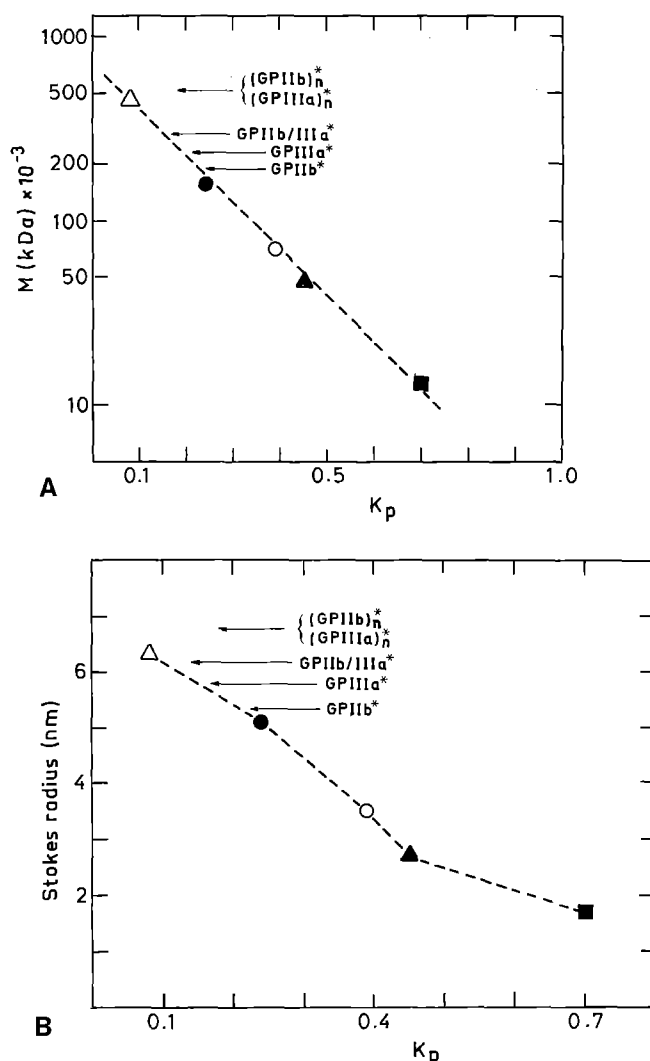 1000
500
200
100
50
10
M (kDa) × 10⁻³
(GPIIb)n*
(GPIIIa)n*
GPIIb/IIIa*
GPIIIa*
GPIIb*
0.1 0.5 1.0
A
Kp
6
4
2
Stokes radius (nm)
(GPIIb)n*
(GPIIIa)n*
GPIIb/IIIa*
GPIIIa*
GPIIb*
0.1 0.4 0.7
B
Kp